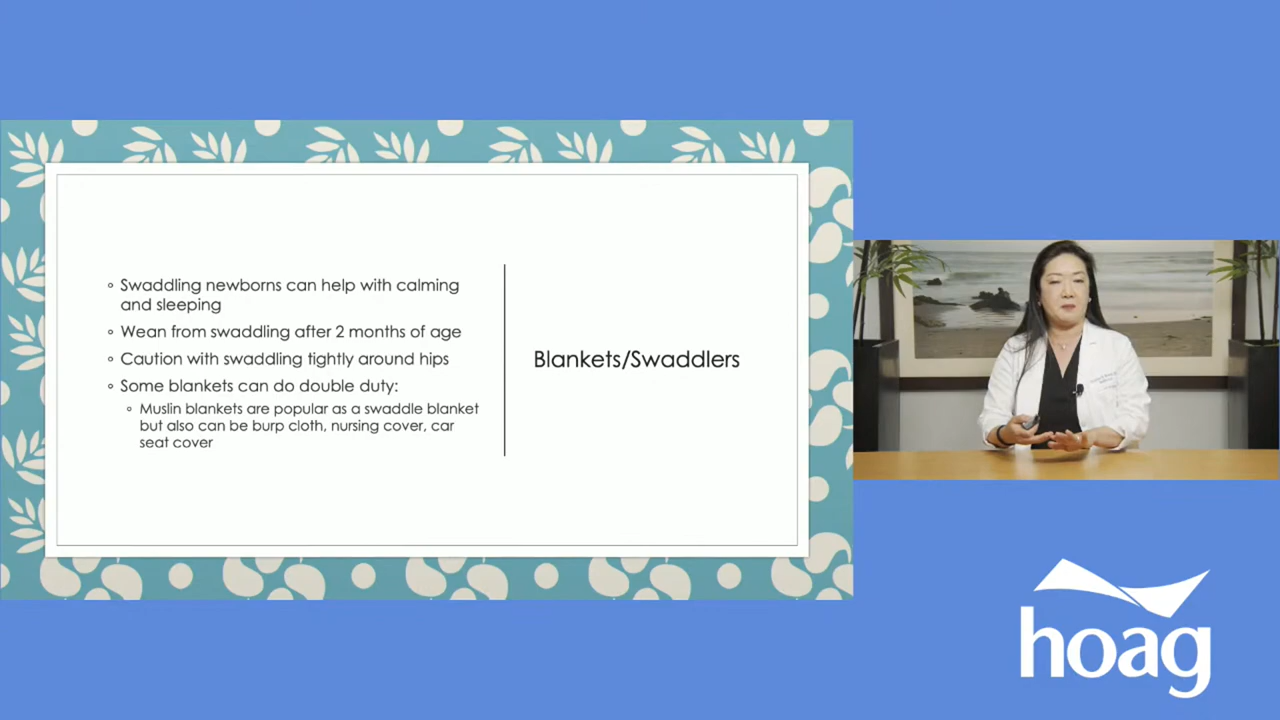 ◦ Swaddling newborns can help with calming
and sleeping
◦ Wean from swaddling after 2 months of age
◦ Caution with swaddling tightly around hips
◦ Some blankets can do double duty:
◦ Muslin blankets are popular as a swaddle blanket
but also can be burp cloth, nursing cover, car
seat cover
Blankets/Swaddlers
hoag